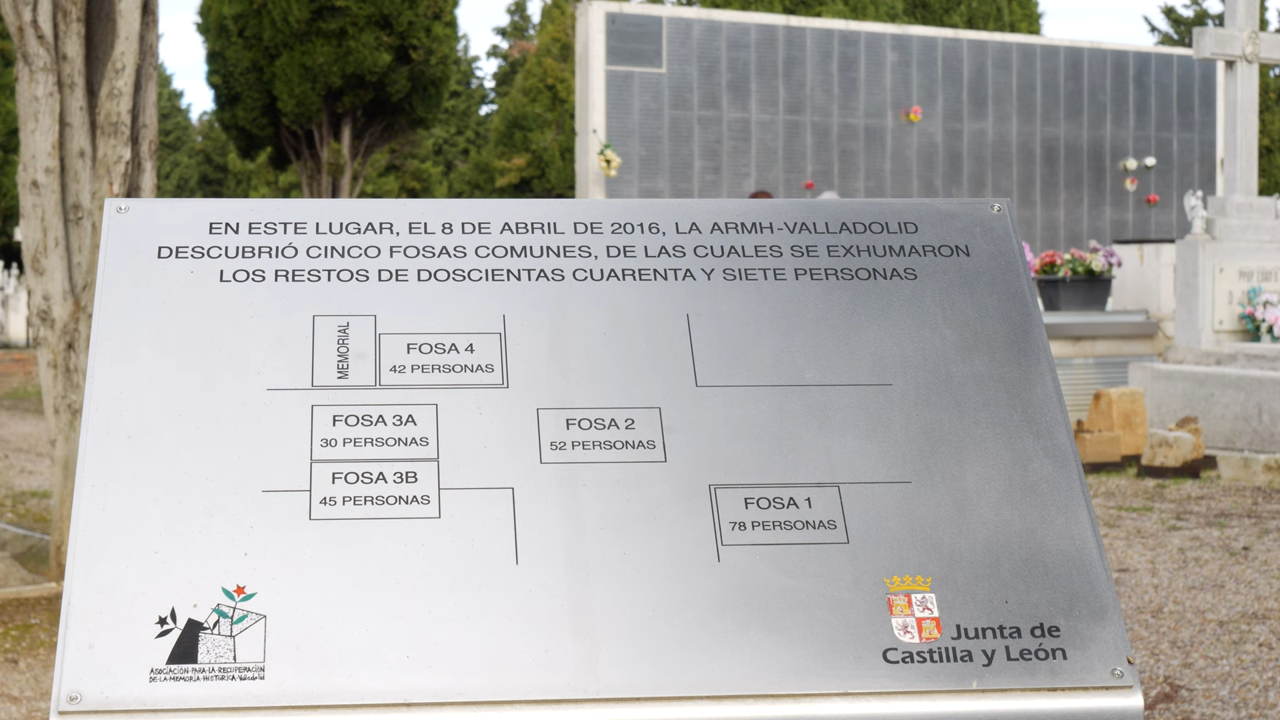 EN ESTE LUGAR, EL 8 DE ABRIL DE 2016, LA ARMH-VALLADOLID
DESCUBRIÓ CINCO FOSAS COMUNES, DE LAS CUALES SE EXHUMARON
LOS RESTOS DE DOSCIENTAS CUARENTA Y SIETE PERSONAS
MEMORIAL
FOSA 4
42 PERSONAS
FOSA 3A
30 PERSONAS
FOSA 2
52 PERSONAS
FOSA 3B
45 PERSONAS
FOSA 1
78 PERSONAS
ASOCIACIÓN PARA LA RECUPERACIÓN
DE LA MEMORIA HISTÓRICA Valladolid
Junta de
Castilla y León